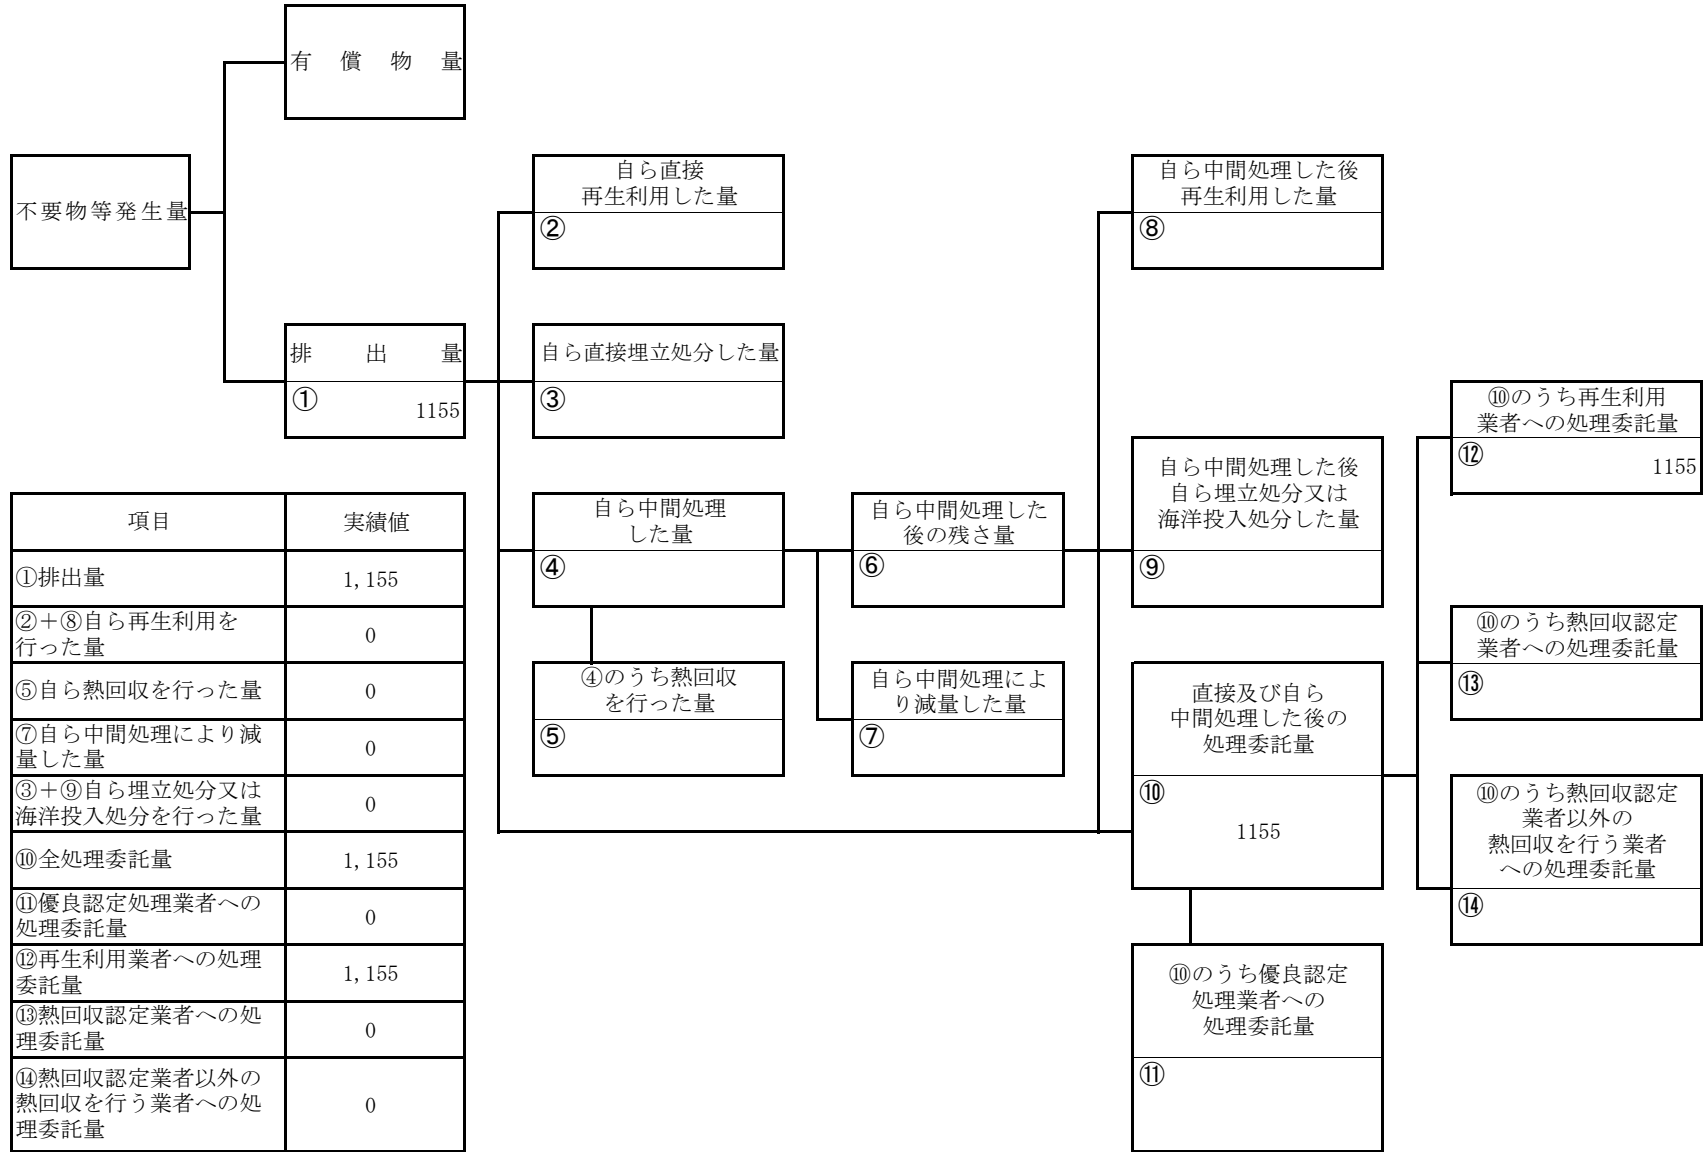 有償物量
不要物等発生量
自ら直接
再生利用した量
②
自ら中間処理した後
再生利用した量
⑧
排出量
①
1155
自ら直接埋立処分した量
③
⑩のうち再生利用
業者への処理委託量
⑫
1155
自ら中間処理した後
自ら埋立処分又は
海洋投入処分した量
⑨
自ら中間処理
した量
④
自ら中間処理した
後の残さ量
⑥
④のうち熱回収
を行った量
⑤
自ら中間処理によ
り減量した量
⑦
直接及び自ら
中間処理した後の
処理委託量
⑩
1155
⑩のうち熱回収認定
業者への処理委託量
⑬
⑩のうち熱回収認定
業者以外の
熱回収を行う業者
への処理委託量
⑭
⑩のうち優良認定
処理業者への
処理委託量
⑪
項目 実績値
①排出量 1,155
②＋⑧自ら再生利用を
行った量 0
⑤自ら熱回収を行った量 0
⑦自ら中間処理により減
量した量 0
③＋⑨自ら埋立処分又は
海洋投入処分を行った量 0
⑩全処理委託量 1,155
⑪優良認定処理業者への
処理委託量 0
⑫再生利用業者への処理
委託量 1,155
⑬熱回収認定業者への処
理委託量 0
⑭熱回収認定業者以外の
熱回収を行う業者への処
理委託量 0